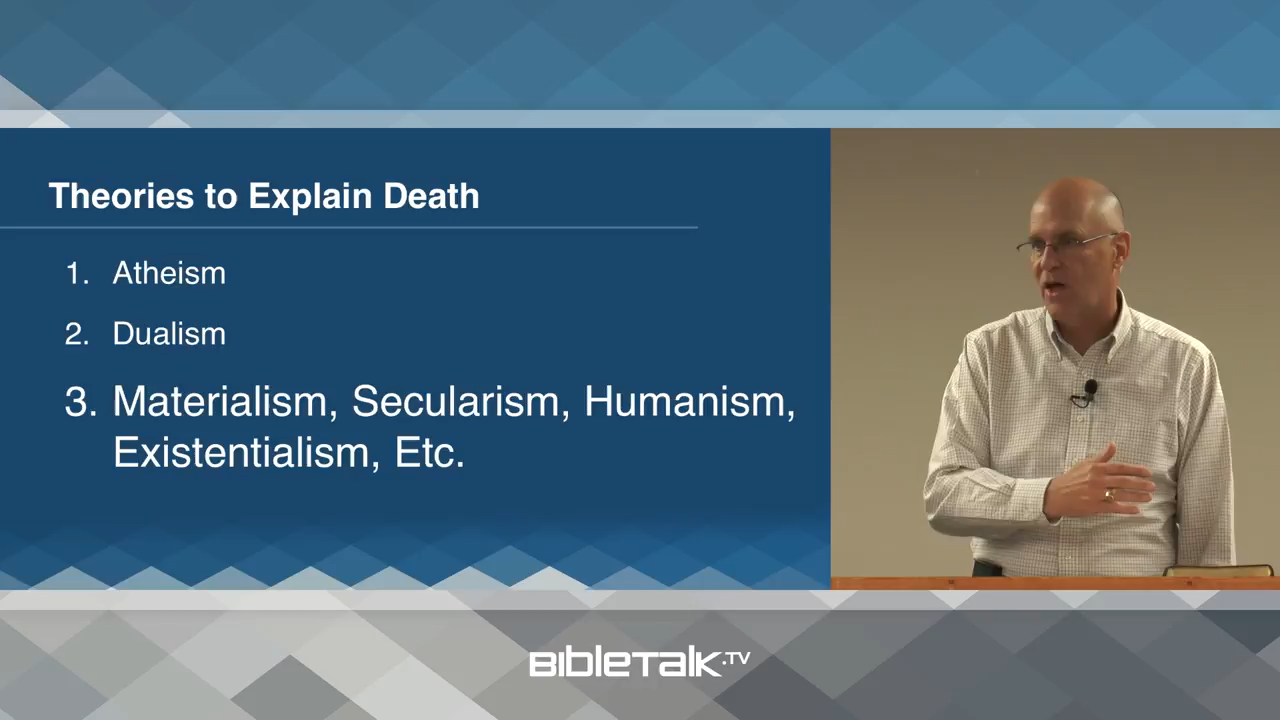 Theories to Explain Death
1. Atheism
2. Dualism
3. Materialism, Secularism, Humanism,
Existentialism, Etc.
BIBLETALK.TV